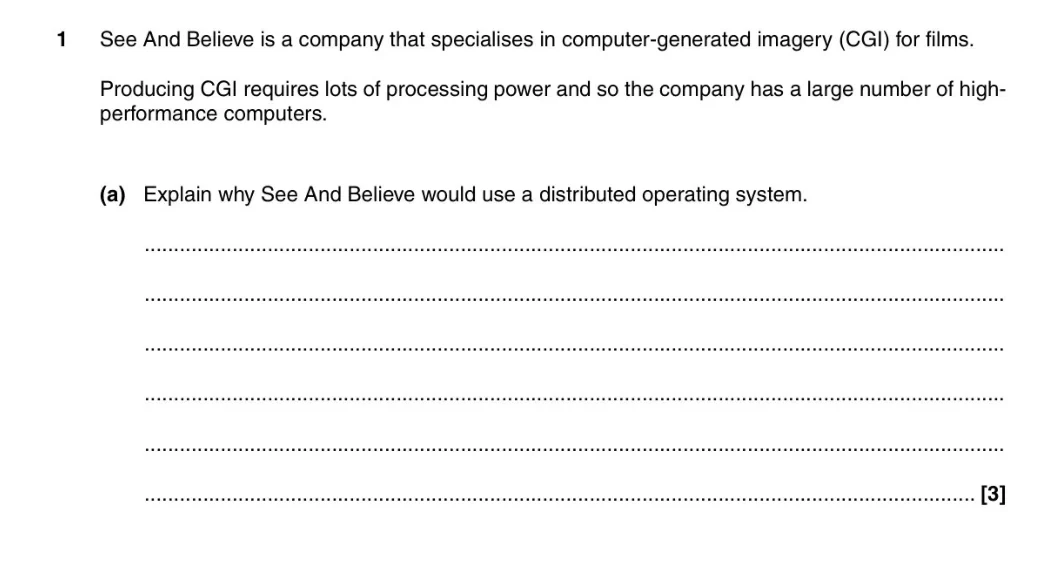 1 See And Believe is a company that specialises in computer-generated imagery (CGI) for films.
Producing CGI requires lots of processing power and so the company has a large number of high-
performance computers.
(a) Explain why See And Believe would use a distributed operating system.
[3]